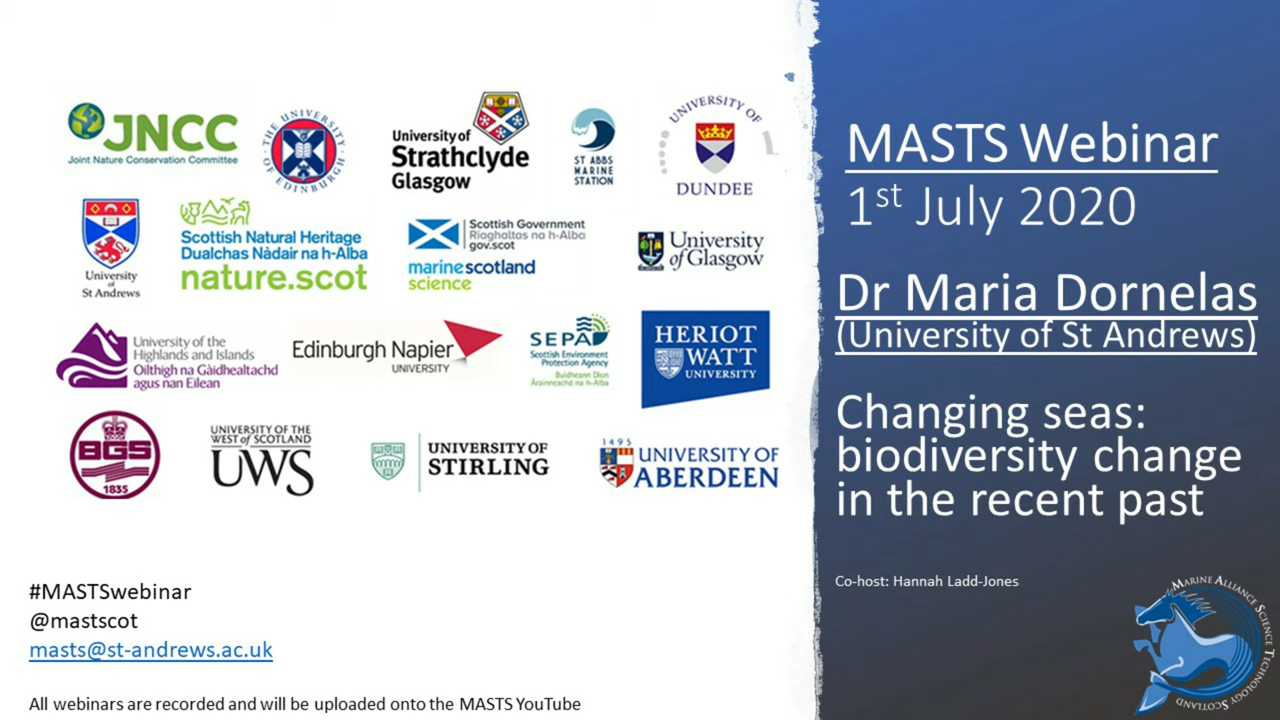 JNCC
Joint Nature Conservation Committee
THE UNIVERSITY OF EDINBURGH
University of
Strathclyde
Glasgow
ST ABBS
MARINE
STATION
UNIVERSITY OF
DUNDEE
University
of
St Andrews
Scottish Natural Heritage
Dualchas Nàdair na h-Alba
nature.scot
Scottish Government
Riaghaltas na h-Alba
gov.scot
marinescotland
science
University
of Glasgow
University of the
Highlands and Islands
Oilthigh na Gàidhealtachd
agus nan Eilean
Edinburgh Napier
UNIVERSITY
SEPA
Scottish Environment
Protection Agency
Buidheann Dìon
Àrainneachd na h-Alba
HERIOT
WATT
UNIVERSITY
BGS
1835
UNIVERSITY OF THE
WEST OF SCOTLAND
UWS
UNIVERSITY OF
STIRLING
1495
UNIVERSITY OF
ABERDEEN
#MASTSwebinar
@mastscot
masts@st-andrews.ac.uk
All webinars are recorded and will be uploaded onto the MASTS YouTube
MASTS Webinar
1st July 2020
Dr Maria Dornelas
(University of St Andrews)
Changing seas:
biodiversity change
in the recent past
Co-host: Hannah Ladd-Jones
MARINE ALLIANCE SCIENCE TECHNOLOGY SCOTLAND